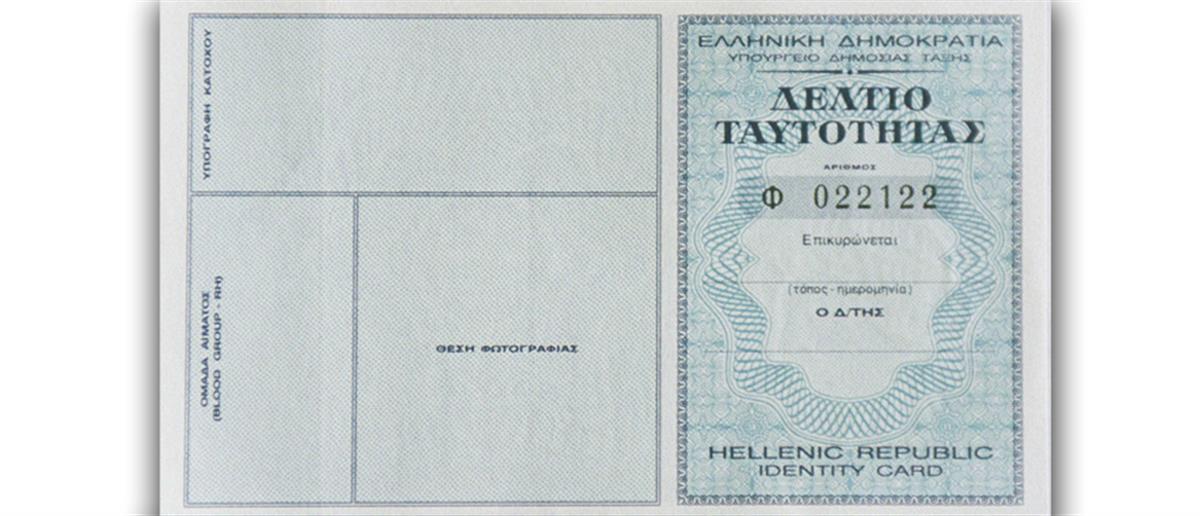 ΥΠΟΓΡΑΦΗ ΚΑΤΟΧΟΥ
ΟΜΑΔΑ ΑΙΜΑΤΟΣ
(BLOOD GROUP - RH)
ΘΕΣΗ ΦΩΤΟΓΡΑΦΙΑΣ
ΕΛΛΗΝΙΚΗ ΔΗΜΟΚΡΑΤΙΑ
ΥΠΟΥΡΓΕΙΟ ΔΗΜΟΣΙΑΣ ΤΑΞΗΣ
ΔΕΛΤΙΟ
ΤΑΥΤΟΤΗΤΑΣ
ΑΡΙΘΜΟΣ
Φ 022122
Επικυρώνεται
(τόπος - ημερομηνία)
Ο Δ/ΤΗΣ
HELLENIC REPUBLIC
IDENTITY CARD